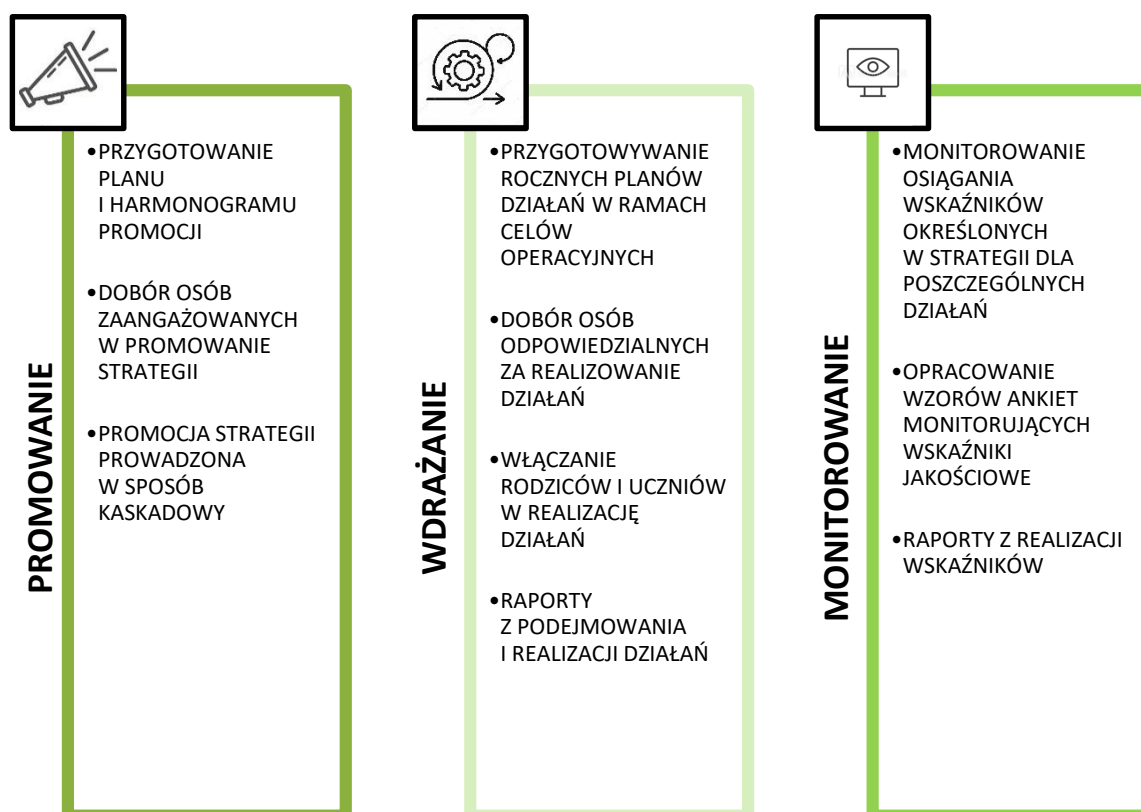 PROMOWANIE
•PRZYGOTOWANIE
PLANU
I HARMONOGRAMU
PROMOCJI
•DOBÓR OSÓB
ZAANGAŻOWANYCH
W PROMOWANIE
STRATEGII
•PROMOCJA STRATEGII
PROWADZONA
W SPOSÓB
KASKADOWY
WDRAŻANIE
•PRZYGOTOWYWANIE
ROCZNYCH PLANÓW
DZIAŁAŃ W RAMACH
CELÓW
OPERACYJNYCH
•DOBÓR OSÓB
ODPOWIEDZIALNYCH
ZA REALIZOWANIE
DZIAŁAŃ
•WŁĄCZANIE
RODZICÓW I UCZNIÓW
W REALIZACJĘ
DZIAŁAŃ
•RAPORTY
Z PODEJMOWANIA
I REALIZACJI DZIAŁAŃ
MONITOROWANIE
•MONITOROWANIE
OSIĄGANIA
WSKAŹNIKÓW
OKREŚLONYCH
W STRATEGII DLA
POSZCZEGÓLNYCH
DZIAŁAŃ
•OPRACOWANIE
WZORÓW ANKIET
MONITORUJĄCYCH
WSKAŹNIKI
JAKOŚCIOWE
•RAPORTY Z REALIZACJI
WSKAŹNIKÓW